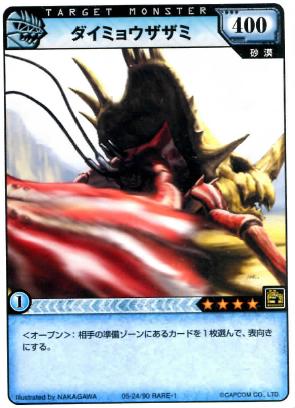 TARGET MONSTER
ダイミョウザザミ
400
砂漠
1
<オープン>：相手の準備ゾーンにあるカードを1枚選んで、表向き
にする。
Illustrated by NAKAGAWA
05-24/90 RARE-1
©CAPCOM CO., LTD.